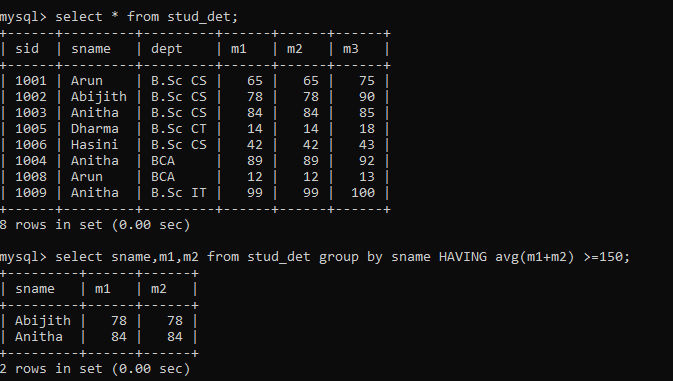 mysql> select * from stud_det;
+------+----------+---------+------+------+------+
| sid | sname | dept | m1 | m2 | m3 |
+------+----------+---------+------+------+------+
| 1001 | Arun | B.Sc CS | 65 | 65 | 75 |
| 1002 | Abijith | B.Sc CS | 78 | 78 | 90 |
| 1003 | Anitha | B.Sc CS | 84 | 84 | 85 |
| 1005 | Dharma | B.Sc CT | 14 | 14 | 18 |
| 1006 | Hasini | B.Sc CS | 42 | 42 | 43 |
| 1004 | Anitha | BCA | 89 | 89 | 92 |
| 1008 | Arun | BCA | 12 | 12 | 13 |
| 1009 | Anitha | B.Sc IT | 99 | 99 | 100 |
+------+----------+---------+------+------+------+
8 rows in set (0.00 sec)
mysql> select sname,m1,m2 from stud_det group by sname HAVING avg(m1+m2) >=150;
+---------+------+------+
| sname | m1 | m2 |
+---------+------+------+
| Abijith | 78 | 78 |
| Anitha | 84 | 84 |
+---------+------+------+
2 rows in set (0.00 sec)